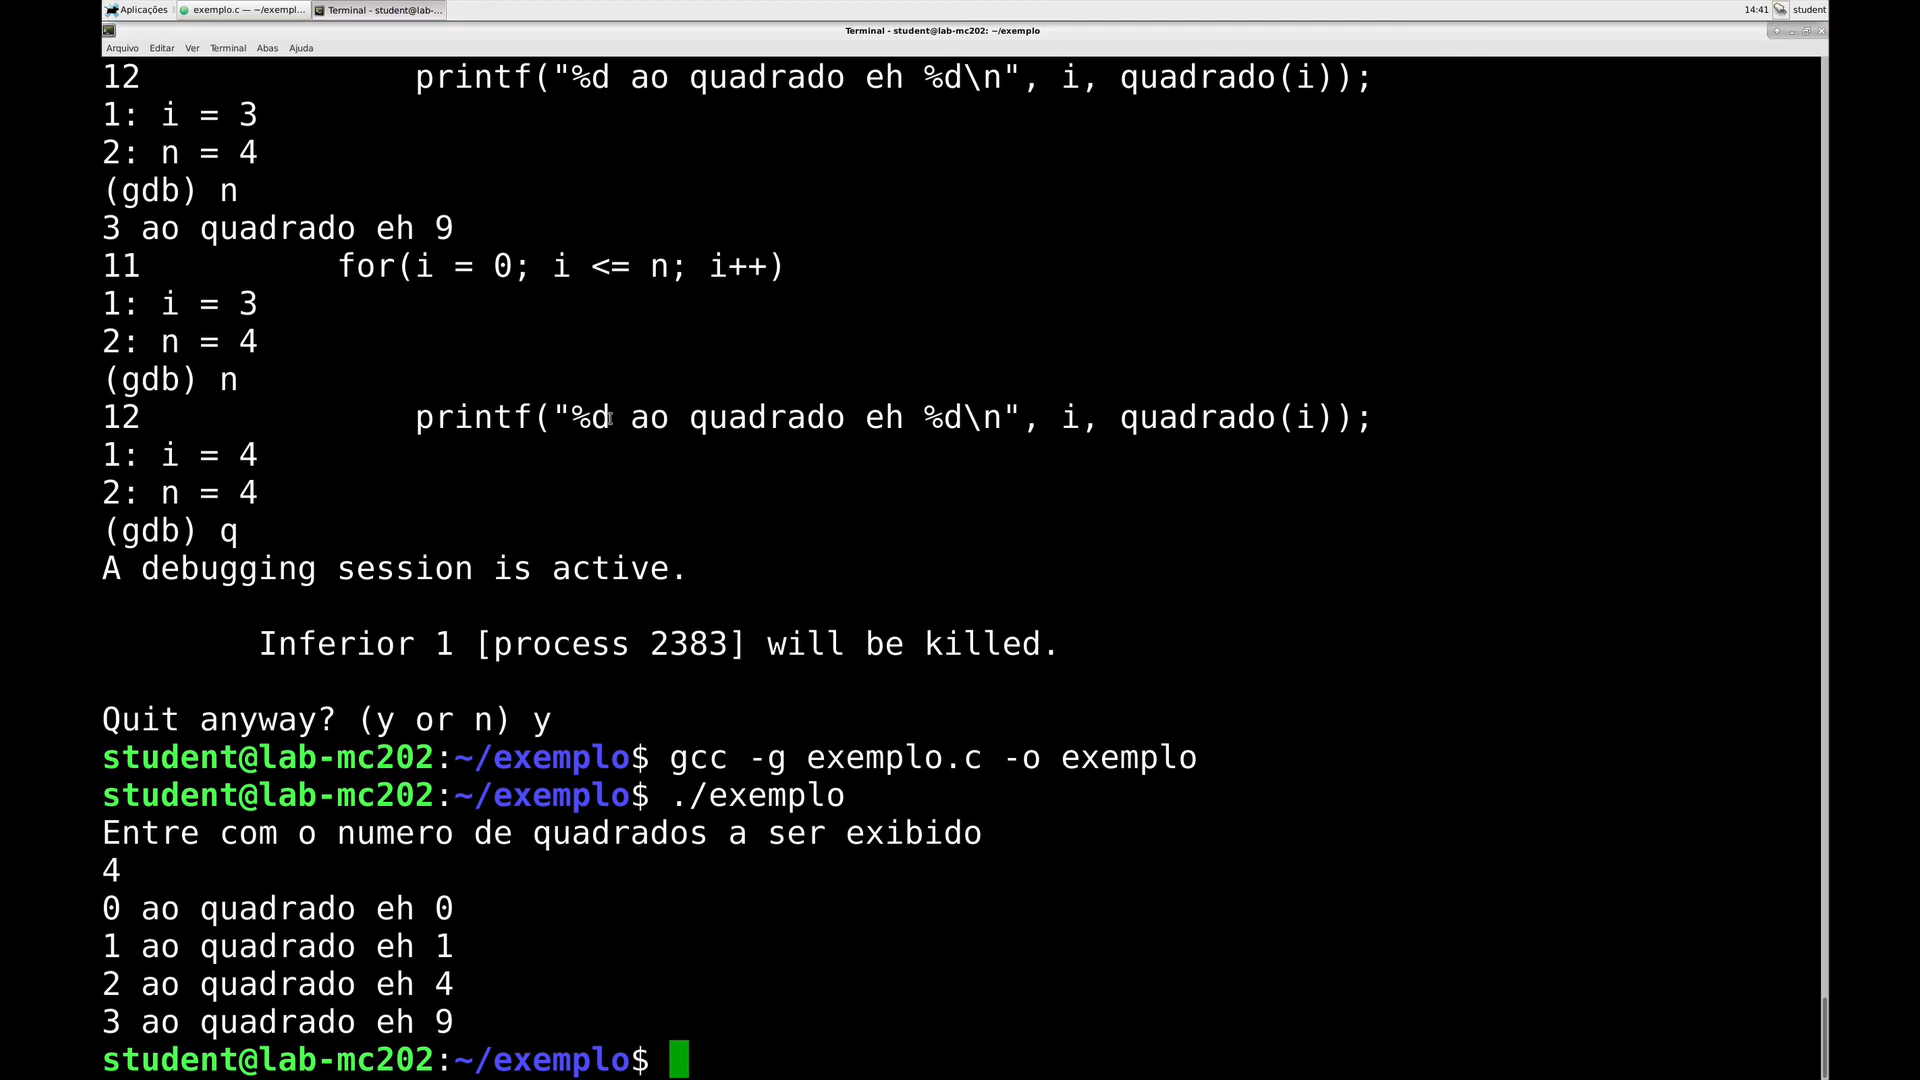 Aplicações
exemplo.c — ~/exempl...
Terminal - student@lab-...
14:41
student
Terminal - student@lab-mc202: ~/exemplo
Arquivo Editar Ver Terminal Abas Ajuda
12 printf("%d ao quadrado eh %d\n", i, quadrado(i));
1: i = 3
2: n = 4
(gdb) n
3 ao quadrado eh 9
11 for(i = 0; i <= n; i++)
1: i = 3
2: n = 4
(gdb) n
12 printf("%d ao quadrado eh %d\n", i, quadrado(i));
1: i = 4
2: n = 4
(gdb) q
A debugging session is active.
Inferior 1 [process 2383] will be killed.
Quit anyway? (y or n) y
student@lab-mc202:~/exemplo$ gcc -g exemplo.c -o exemplo
student@lab-mc202:~/exemplo$ ./exemplo
Entre com o numero de quadrados a ser exibido
4
0 ao quadrado eh 0
1 ao quadrado eh 1
2 ao quadrado eh 4
3 ao quadrado eh 9
student@lab-mc202:~/exemplo$